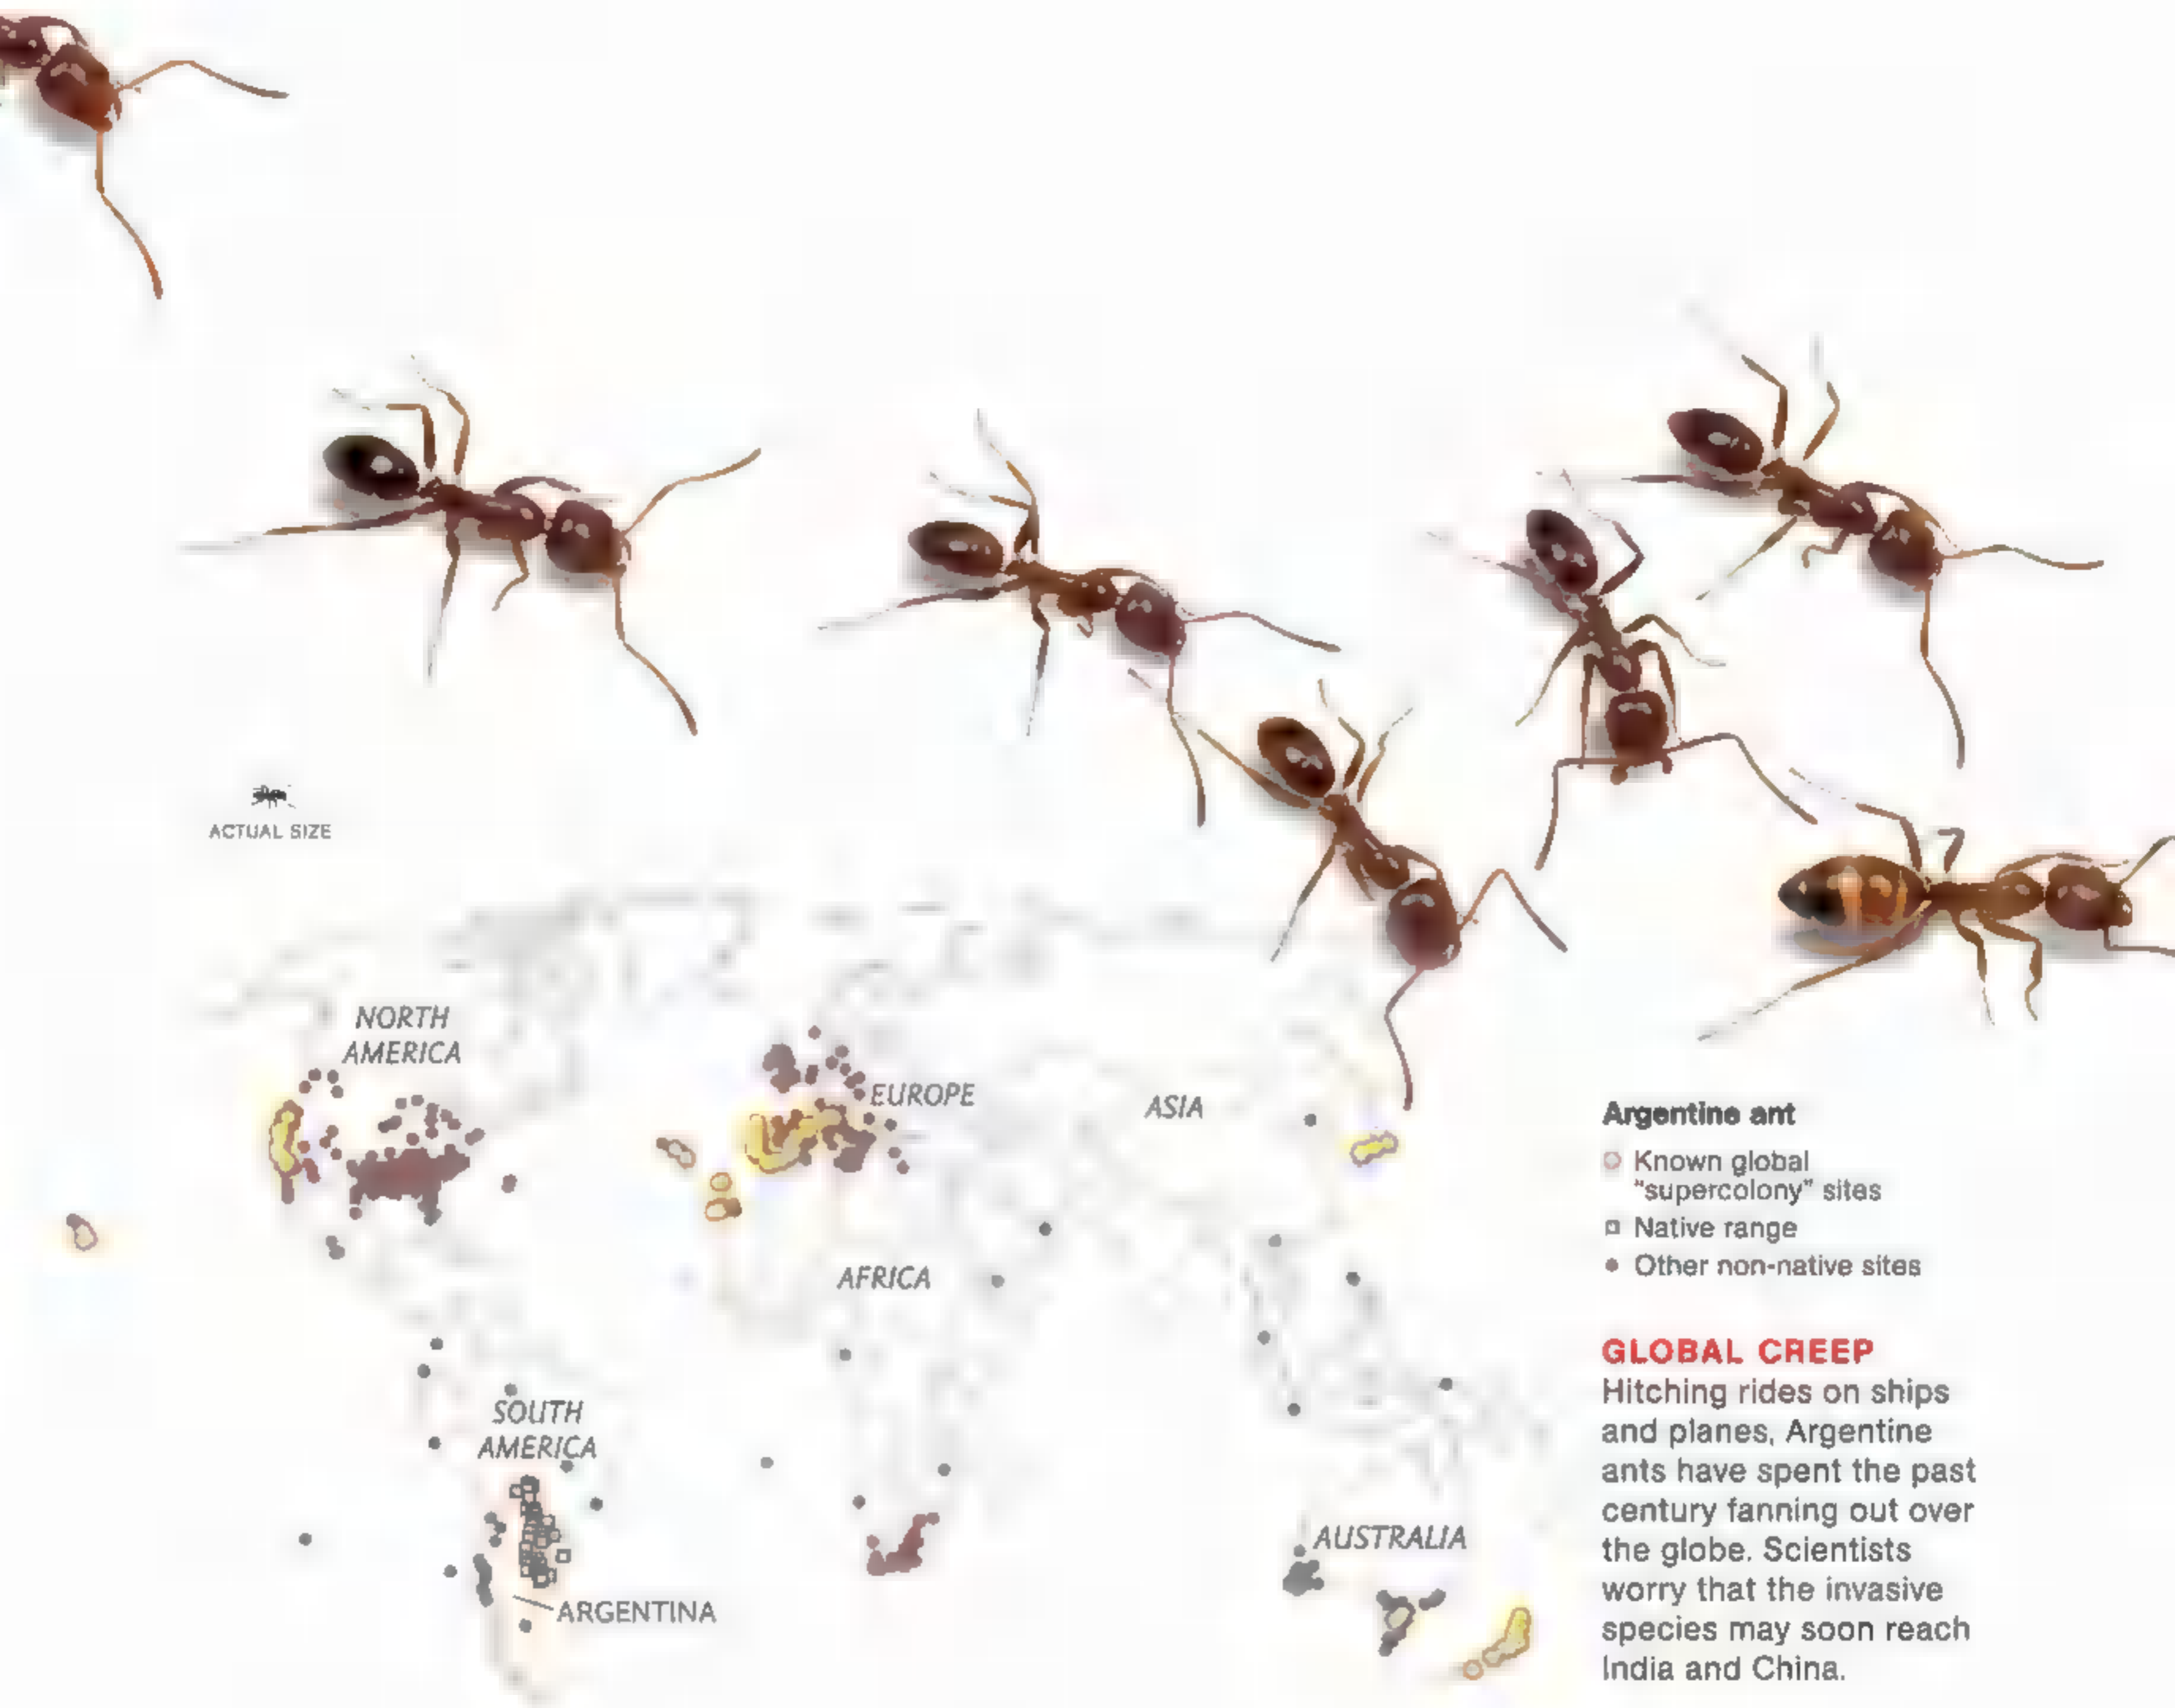 ACTUAL SIZE
NORTH
AMERICA
EUROPE
ASIA
AFRICA
SOUTH
AMERICA
ARGENTINA
AUSTRALIA
Argentine ant
Known global
"supercolony" sites
Native range
Other non-native sites
GLOBAL CREEP
Hitching rides on ships
and planes, Argentine
ants have spent the past
century fanning out over
the globe. Scientists
worry that the invasive
species may soon reach
India and China.